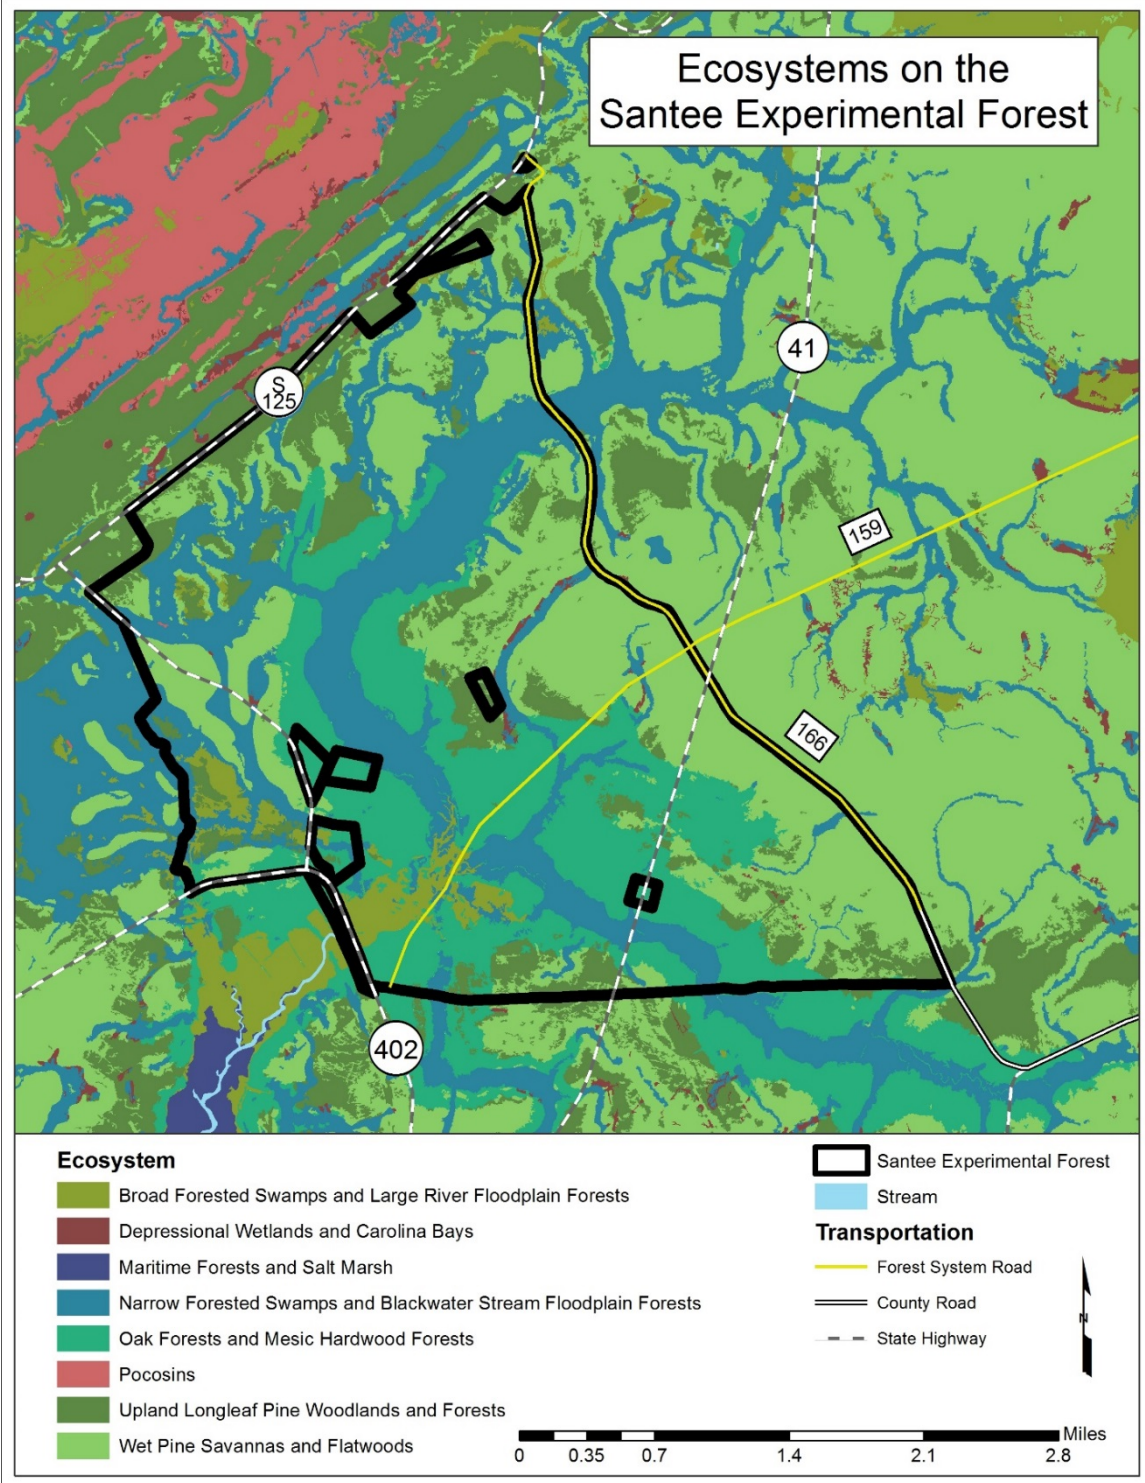 Ecosystems on the
Santee Experimental Forest
41
S
125
159
166
402
Ecosystem
Broad Forested Swamps and Large River Floodplain Forests
Depressional Wetlands and Carolina Bays
Maritime Forests and Salt Marsh
Narrow Forested Swamps and Blackwater Stream Floodplain Forests
Oak Forests and Mesic Hardwood Forests
Pocosins
Upland Longleaf Pine Woodlands and Forests
Wet Pine Savannas and Flatwoods
Santee Experimental Forest
Stream
Transportation
Forest System Road
County Road
State Highway
N
Miles
0 0.35 0.7 1.4 2.1 2.8